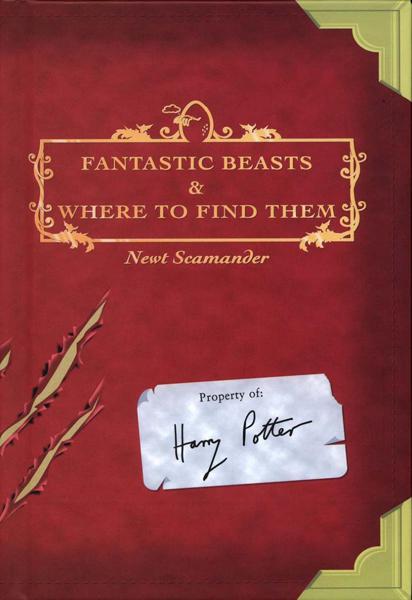 FANTASTIC BEASTS
&
WHERE TO FIND THEM
Newt Scamander
Property of:
Harry Potter